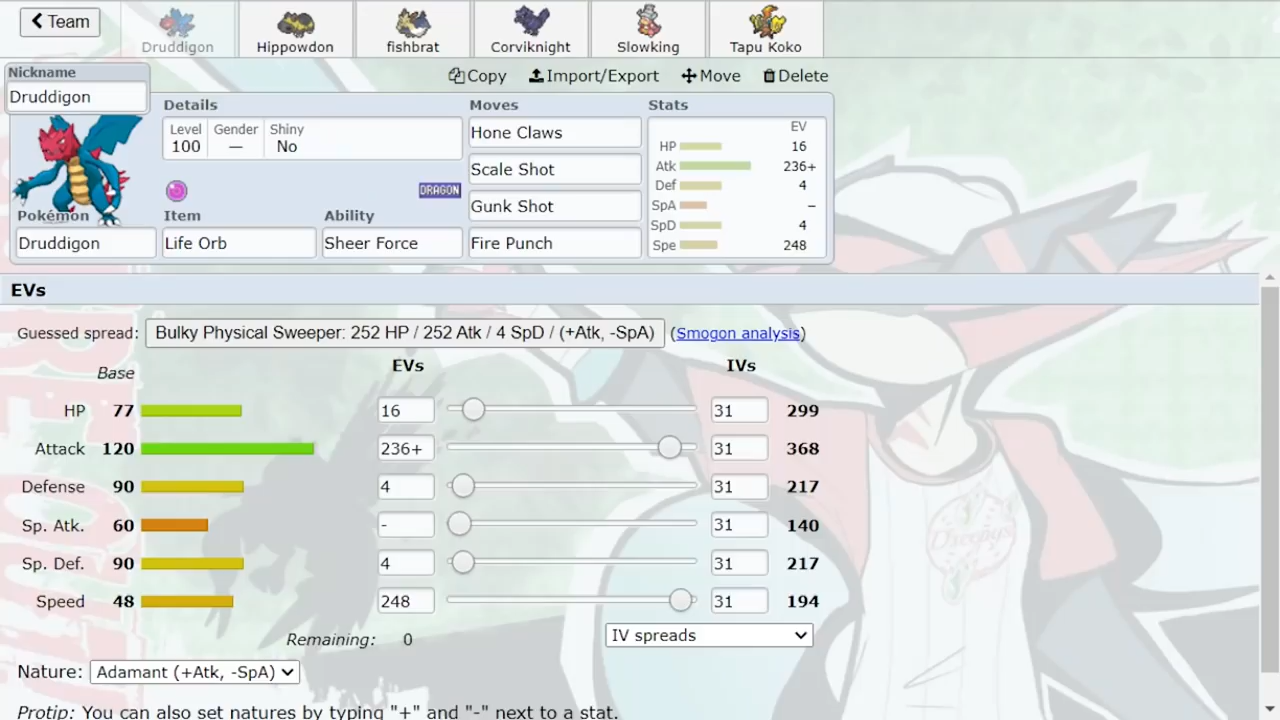 Team
Druddigon
Hippowdon
fishbrat
Corviknight
Slowking
Tapu Koko
Copy Import/Export Move Delete
Nickname
Druddigon
Details
Level Gender Shiny
100 — No
DRAGON
Pokémon Item Ability
Druddigon Life Orb Sheer Force
Moves
Hone Claws
Scale Shot
Gunk Shot
Fire Punch
Stats
EV
HP 16
Atk 236+
Def 4
SpA –
SpD 4
Spe 248
EVs
Guessed spread: Bulky Physical Sweeper: 252 HP / 252 Atk / 4 SpD / (+Atk, -SpA) (Smogon analysis)
Base EVs IVs
HP 77 16 31 299
Attack 120 236+ 31 368
Defense 90 4 31 217
Sp. Atk. 60 - 31 140
Sp. Def. 90 4 31 217
Speed 48 248 31 194
Remaining: 0 IV spreads
Nature: Adamant (+Atk, -SpA)
Protip: You can also set natures by typing "+" and "-" next to a stat.